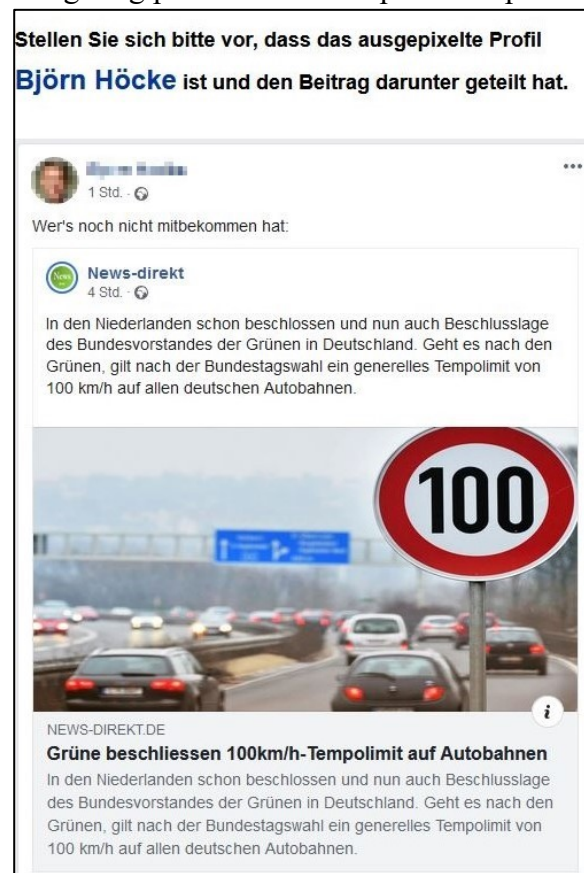 Stellen Sie sich bitte vor, dass das ausgepixelte Profil
Björn Höcke ist und den Beitrag darunter geteilt hat.
1 Std.
Wer's noch nicht mitbekommen hat:
News
News-direkt
4 Std.
In den Niederlanden schon beschlossen und nun auch Beschlusslage
des Bundesvorstandes der Grünen in Deutschland. Geht es nach den
Grünen, gilt nach der Bundestagswahl ein generelles Tempolimit von
100 km/h auf allen deutschen Autobahnen.
100
NEWS-DIREKT.DE
Grüne beschliessen 100km/h-Tempolimit auf Autobahnen
In den Niederlanden schon beschlossen und nun auch Beschlusslage
des Bundesvorstandes der Grünen in Deutschland. Geht es nach den
Grünen, gilt nach der Bundestagswahl ein generelles Tempolimit von
100 km/h auf allen deutschen Autobahnen.